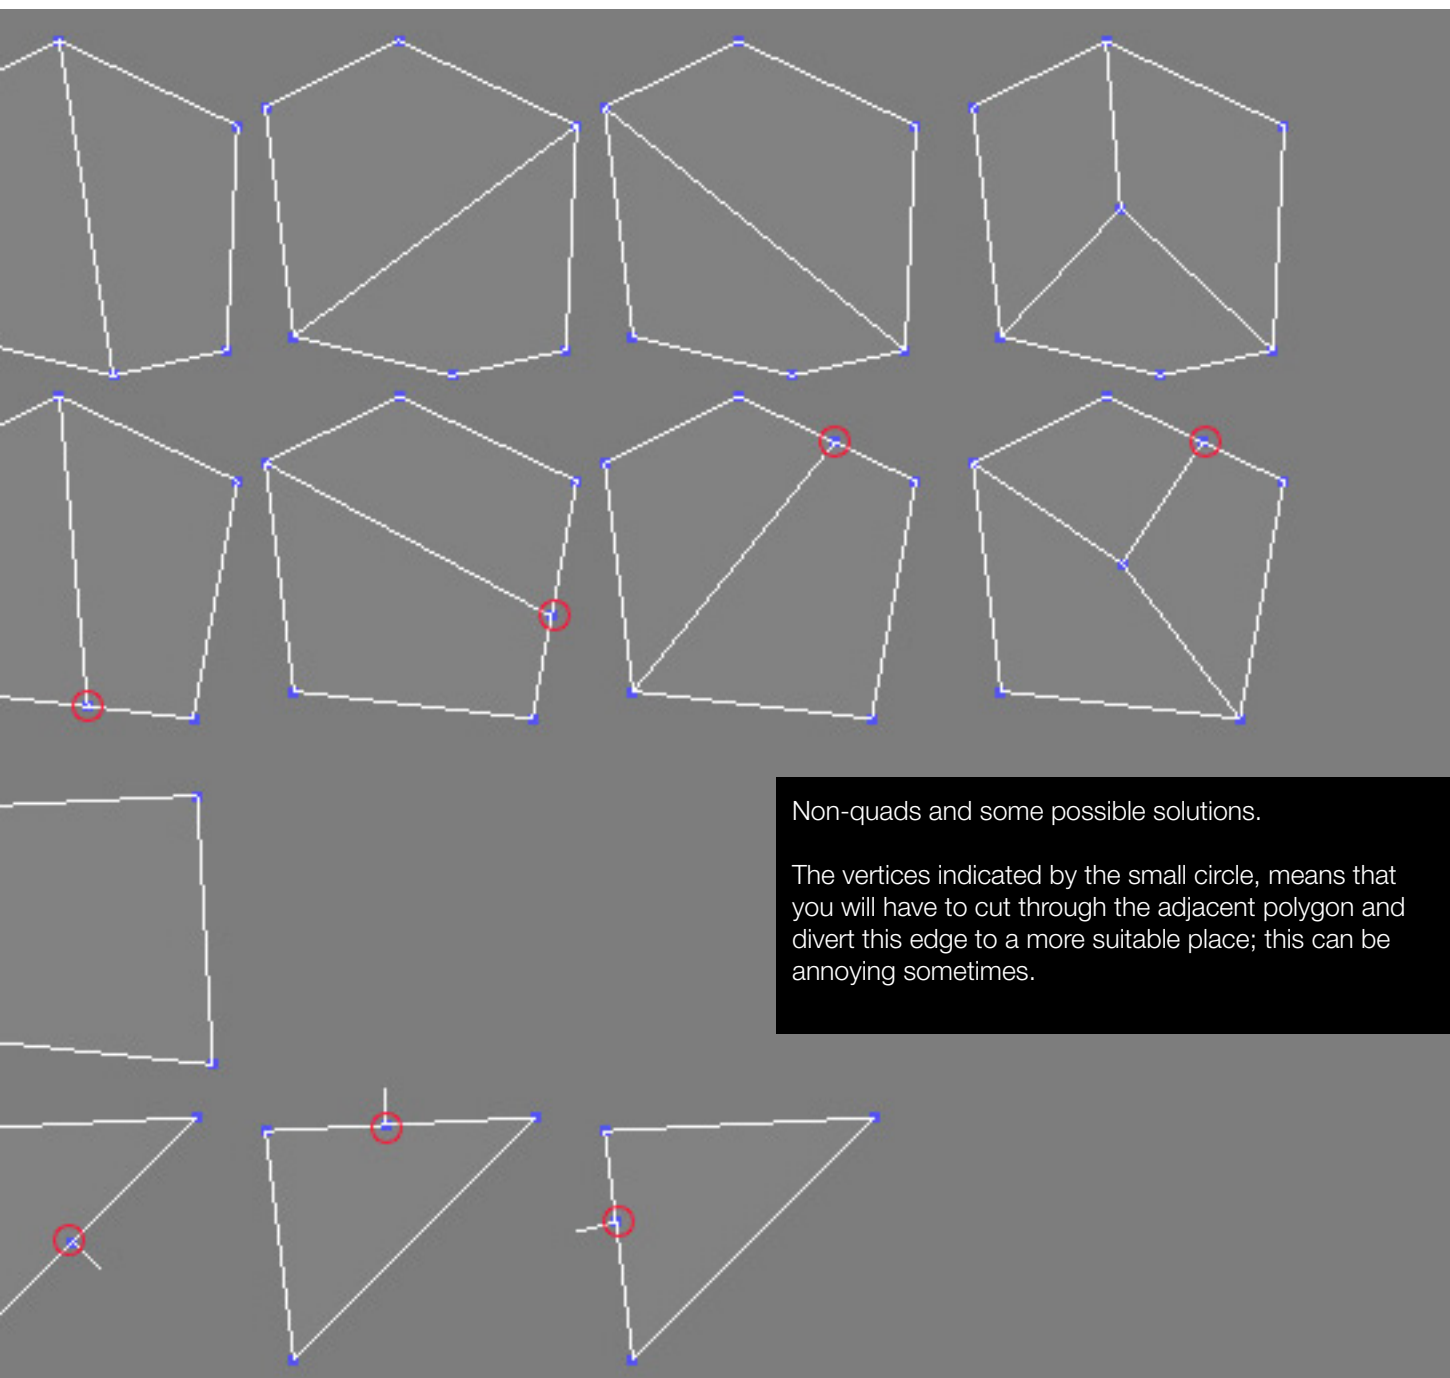 Non-quads and some possible solutions.
The vertices indicated by the small circle, means that
you will have to cut through the adjacent polygon and
divert this edge to a more suitable place; this can be
annoying sometimes.